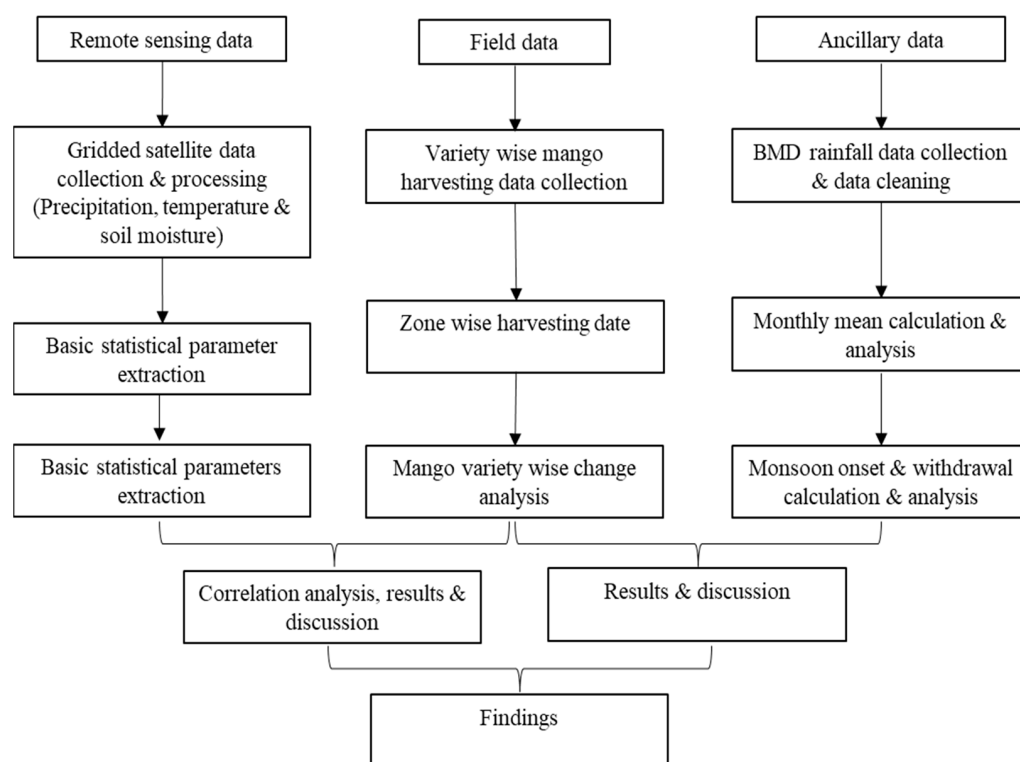 Remote sensing data
Field data
Ancillary data
Gridded satellite data
collection & processing
(Precipitation, temperature &
soil moisture)
Variety wise mango
harvesting data collection
BMD rainfall data collection
& data cleaning
Basic statistical parameter
extraction
Zone wise harvesting date
Monthly mean calculation &
analysis
Basic statistical parameters
extraction
Mango variety wise change
analysis
Monsoon onset & withdrawal
calculation & analysis
Correlation analysis, results &
discussion
Results & discussion
Findings